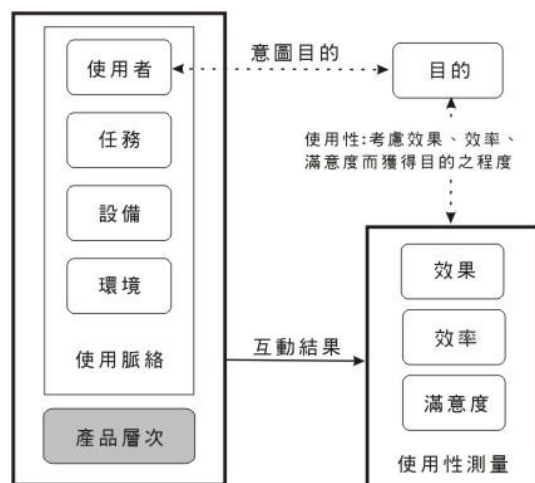 使用者
意圖目的
目的
任務
使用性:考慮效果、效率、
滿意度而獲得目的之程度
設備
環境
使用脈絡
產品層次
互動結果
效果
效率
滿意度
使用性測量